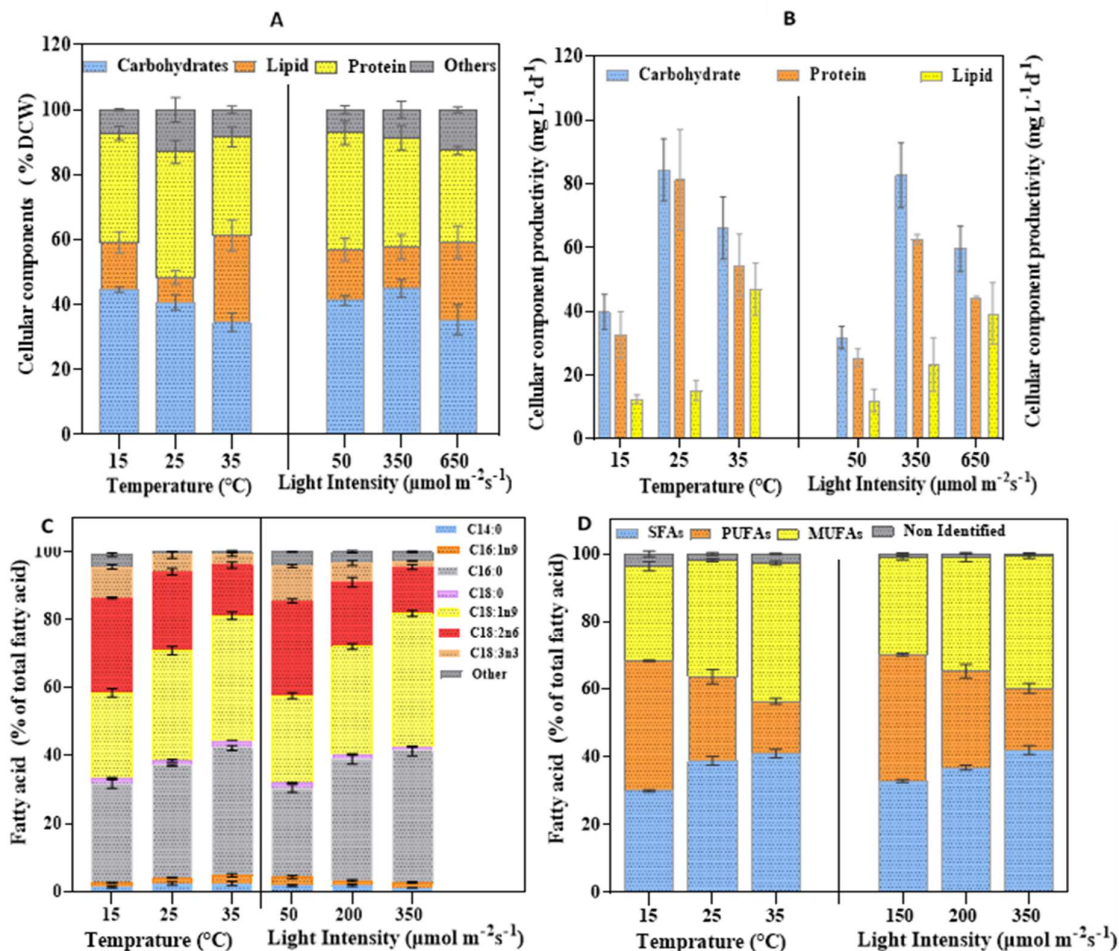 A
120
Carbohydrates Lipid Protein Others
100
80
60
40
20
0
Cellular components ( % DCW)
15 25 35 50 350 650
Temperature (°C) Light Intensity (µmol m⁻²s⁻¹)
B
120
Carbohydrate Protein Lipid
100
80
60
40
20
0
Cellular component productivity (mg L⁻¹d⁻¹)
Cellular component productivity (mg L⁻¹d⁻¹)
15 25 35 50 350 650
Temperature (°C) Light Intensity (µmol m⁻²s⁻¹)
C
100
80
60
40
20
0
Fatty acid (% of total fatty acid)
C14:0
C16:1n9
C16:0
C18:0
C18:1n9
C18:2n6
C18:3n3
Other
15 25 35 50 200 350
Temprature (°C) Light Intensity (µmol m⁻²s⁻¹)
D
SFAs PUFAs MUFAs Non Identified
100
80
60
40
20
0
Fatty acid (% of total fatty acid)
15 25 35 150 200 350
Temprature (°C) Light Intensity (µmol m⁻²s⁻¹)